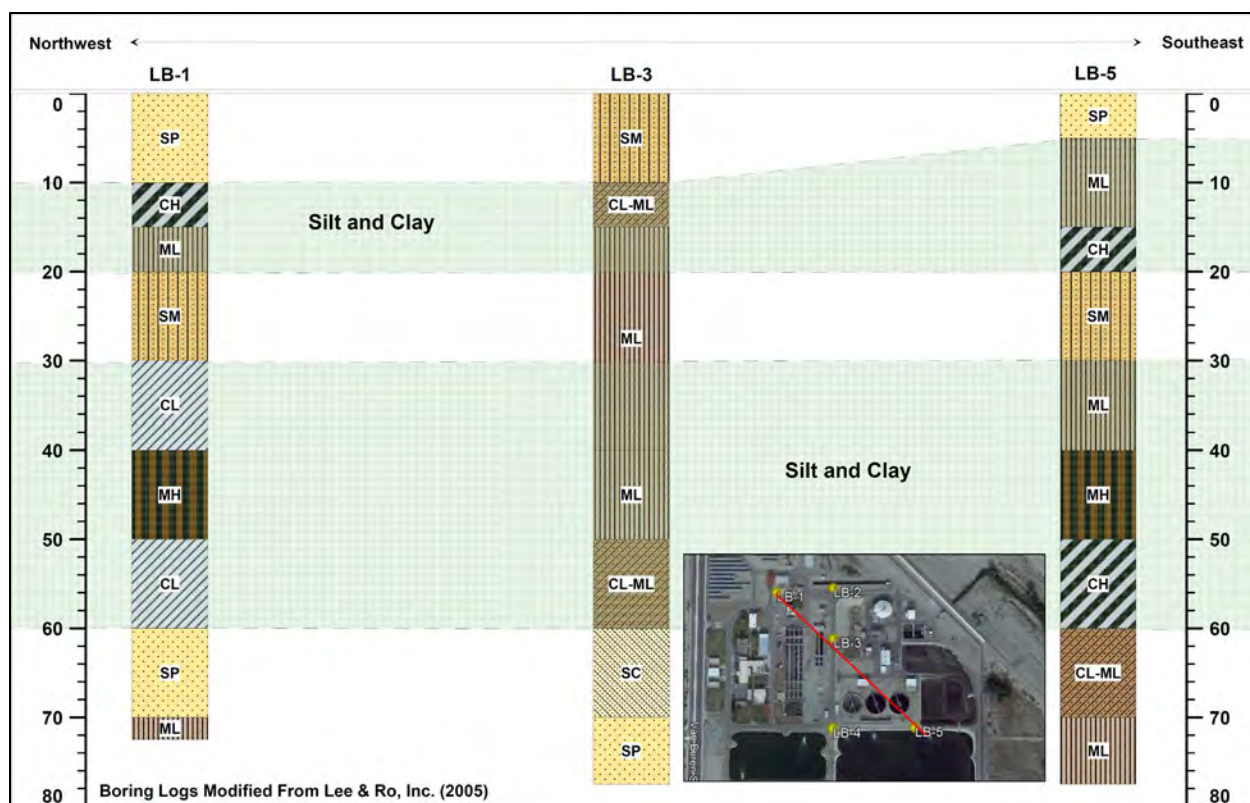 Northwest
Southeast
LB-1
LB-3
LB-5
0
0
SP
SM
SP
ML
10
10
CH
CL-ML
Silt and Clay
ML
CH
20
20
SM
ML
SM
30
30
CL
ML
40
40
MH
ML
Silt and Clay
MH
50
50
CL
CL-ML
CH
LB-1
LB-2
LB-3
LB-4
LB-5
60
60
SP
SC
CL-ML
70
70
ML
SP
ML
80
80
Boring Logs Modified From Lee & Ro, Inc. (2005)